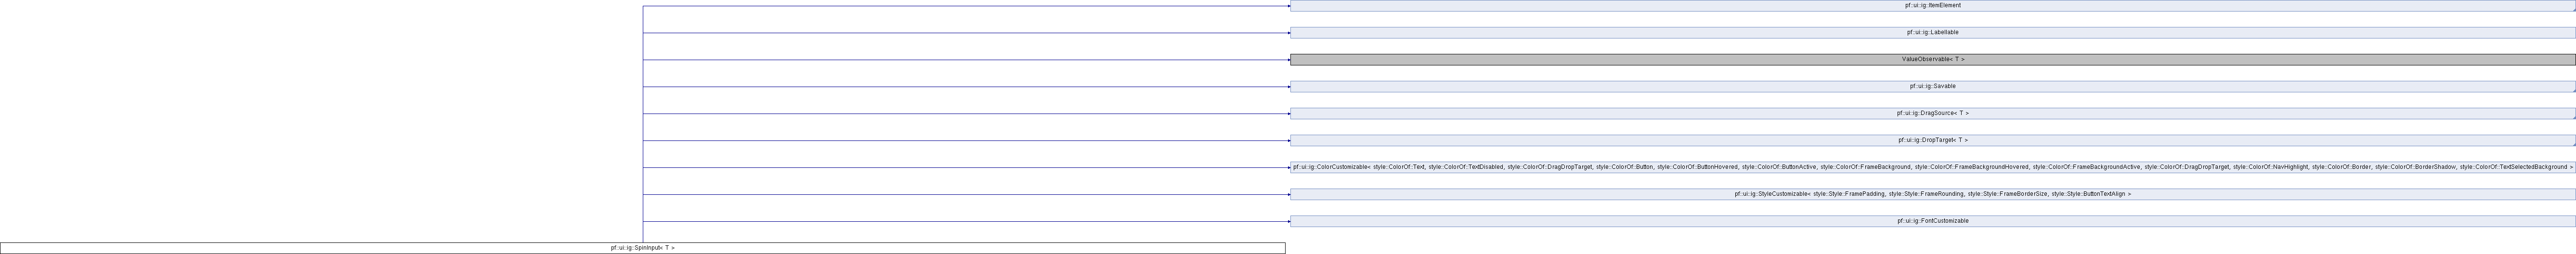 pf::ui::ig::ItemElement
pf::ui::ig::Labellable
ValueObservable< T >
pf::ui::ig::Savable
pf::ui::ig::DragSource< T >
pf::ui::ig::DropTarget< T >
pf::ui::ig::ColorCustomizable< style::ColorOf::Text, style::ColorOf::TextDisabled, style::ColorOf::DragDropTarget, style::ColorOf::Button, style::ColorOf::ButtonHovered, style::ColorOf::ButtonActive, style::ColorOf::FrameBackground, style::ColorOf::FrameBackgroundHovered, style::ColorOf::FrameBackgroundActive, style::ColorOf::DragDropTarget, style::ColorOf::NavHighlight, style::ColorOf::Border, style::ColorOf::BorderShadow, style::ColorOf::TextSelectedBackground >
pf::ui::ig::StyleCustomizable< style::Style::FramePadding, style::Style::FrameRounding, style::Style::FrameBorderSize, style::Style::ButtonTextAlign >
pf::ui::ig::FontCustomizable
pf::ui::ig::SpinInput< T >